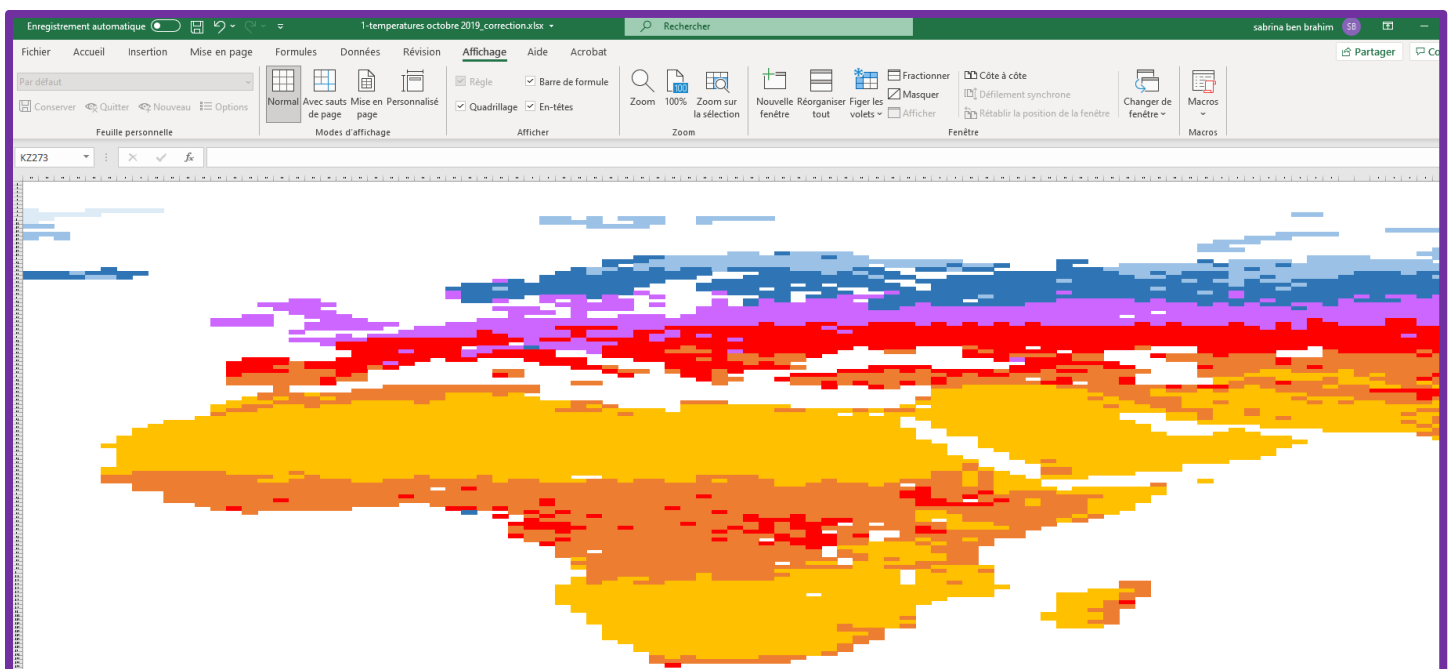 Enregistrement automatique 1-temperatures octobre 2019_correction.xlsx Rechercher sabrina ben brahim SB
Fichier Accueil Insertion Mise en page Formules Données Révision Affichage Aide Acrobat Partager Co
Par défaut
Conserver Quitter Nouveau Options
Feuille personnelle
Normal
Avec sauts de page
Mise en page
Personnalisé
Modes d'affichage
Règle Barre de formule
Quadrillage En-têtes
Afficher
Zoom
100%
Zoom sur la sélection
Zoom
Nouvelle fenêtre
Réorganiser tout
Figer les volets
Fractionner
Masquer
Afficher
Côte à côte
Défilement synchrone
Rétablir la position de la fenêtre
Changer de fenêtre
Fenêtre
Macros
Macros
KZ273 fx